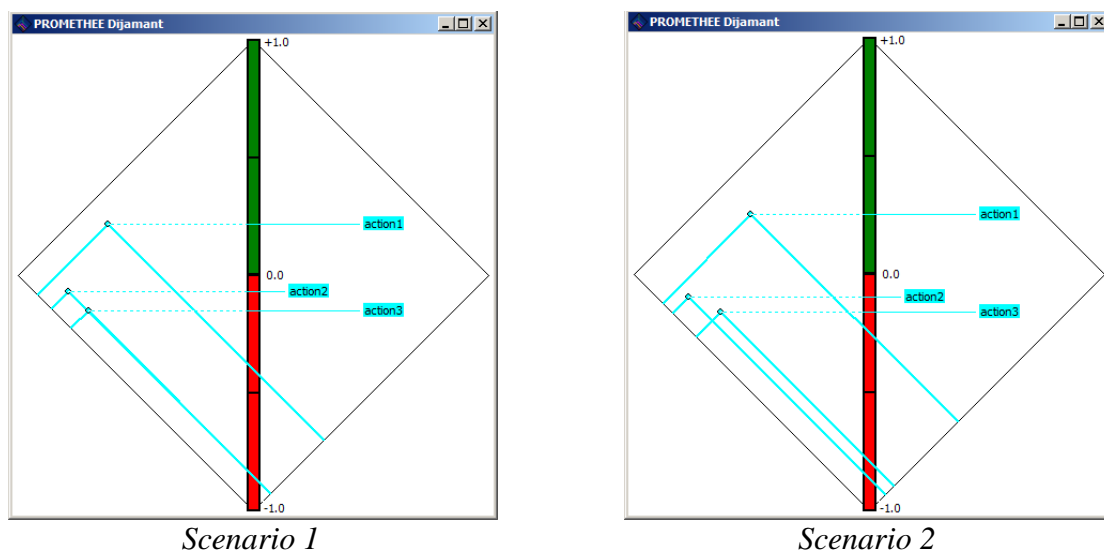 PROMETHEE Dijamant
+1.0
action1
0.0
action2
action3
-1.0
Scenario 1
PROMETHEE Dijamant
+1.0
action1
0.0
action2
action3
-1.0
Scenario 2